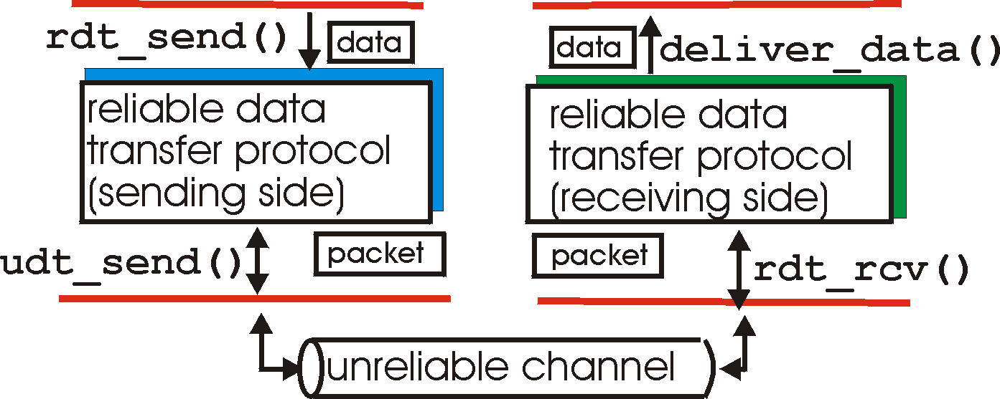 rdt_send()
data
data
deliver_data()
reliable data
transfer protocol
(sending side)
reliable data
transfer protocol
(receiving side)
udt_send()
packet
packet
rdt_rcv()
unreliable channel